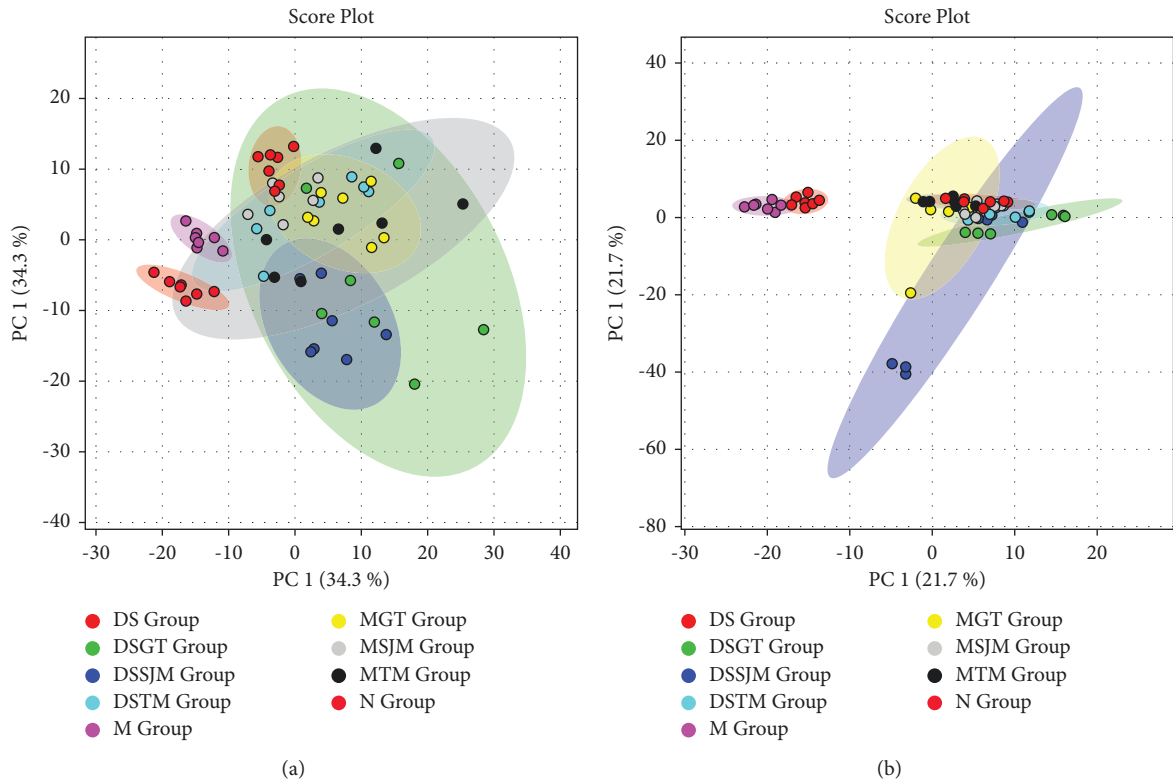 Score Plot
20
10
0
-10
-20
-30
-40
PC 1 (34.3 %)
-30 -20 -10 0 10 20 30 40
PC 1 (34.3 %)
DS Group
DSGT Group
DSSJM Group
DSTM Group
M Group
MGT Group
MSJM Group
MTM Group
N Group
(a)
Score Plot
40
20
0
-20
-40
-60
-80
PC 1 (21.7 %)
-30 -20 -10 0 10 20
PC 1 (21.7 %)
DS Group
DSGT Group
DSSJM Group
DSTM Group
M Group
MGT Group
MSJM Group
MTM Group
N Group
(b)